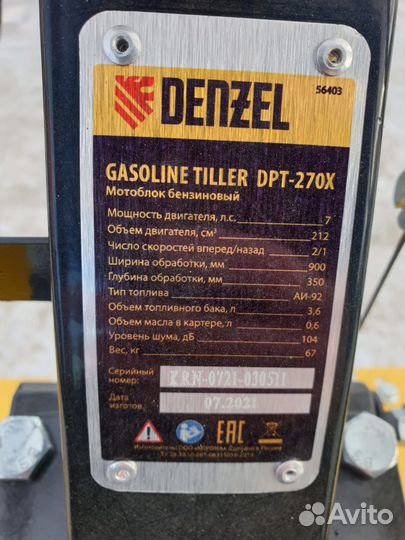 DENZEL
56403
GASOLINE TILLER DPT-270X
Мотоблок бензиновый
Мощность двигателя, л.с. 7
Объем двигателя, см³ 212
Число скоростей вперед/назад 2/1
Ширина обработки, мм 900
Глубина обработки, мм 350
Тип топлива АИ-92
Объем топливного бака, л 3,6
Объем масла в картере, л 0,6
Уровень шума, дБ 104
Вес, кг 67
Серийный
номер:
Дата
изготов.: 07.2021
EAC
Сделано в России
Avito